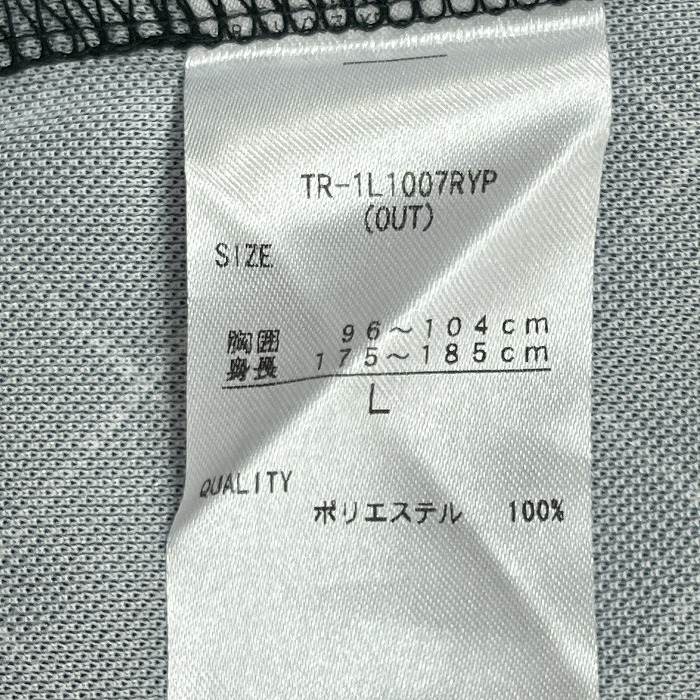 TR-1L1007RYP
(OUT)
SIZE
胸囲 96～104cm
身長 175～185cm
L
QUALITY
ポリエステル 100%